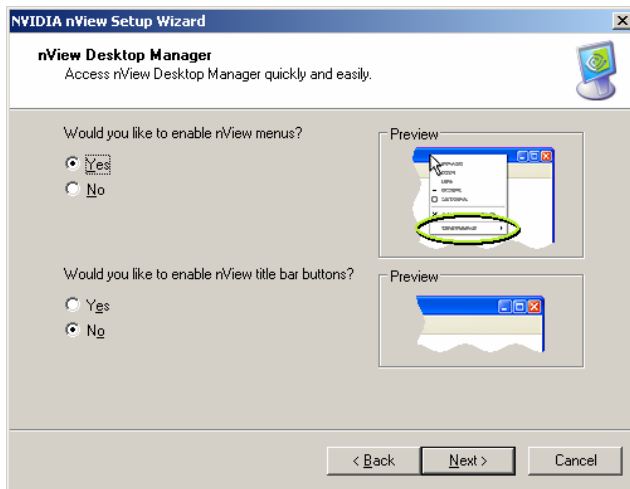 NVIDIA nView Setup Wizard
nView Desktop Manager
Access nView Desktop Manager quickly and easily.
Would you like to enable nView menus?
Yes
No
Preview
Would you like to enable nView title bar buttons?
Yes
No
Preview
< Back
Next >
Cancel